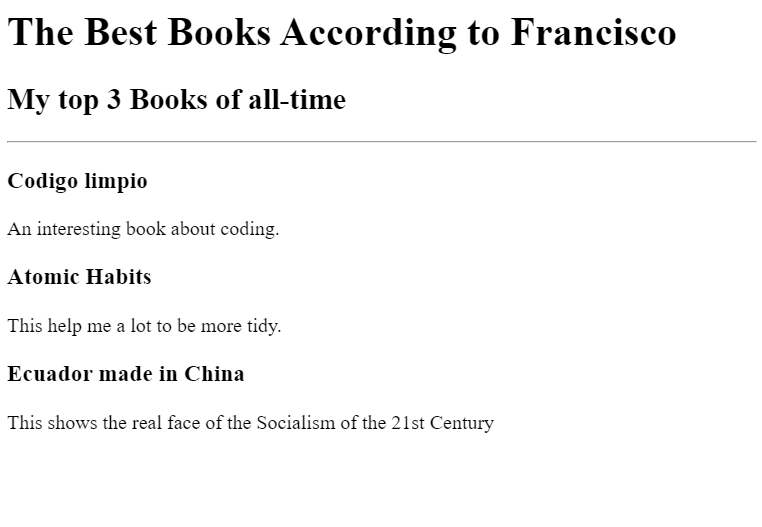 The Best Books According to Francisco
My top 3 Books of all-time
Codigo limpio
An interesting book about coding.
Atomic Habits
This help me a lot to be more tidy.
Ecuador made in China
This shows the real face of the Socialism of the 21st Century